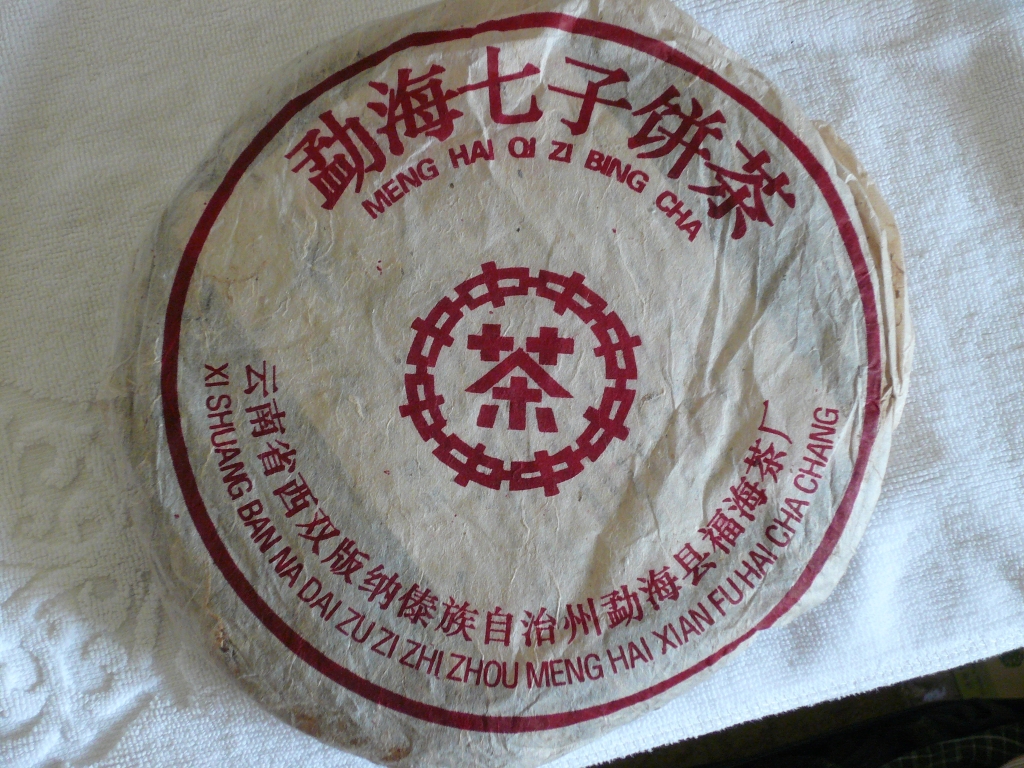 勐海七子饼茶
MENG HAI QI ZI BING CHA
茶
云南省西双版纳傣族自治州勐海县福海茶厂
XI SHUANG BAN NA DAI ZU ZI ZHI ZHOU MENG HAI XIAN FU HAI CHA CHANG